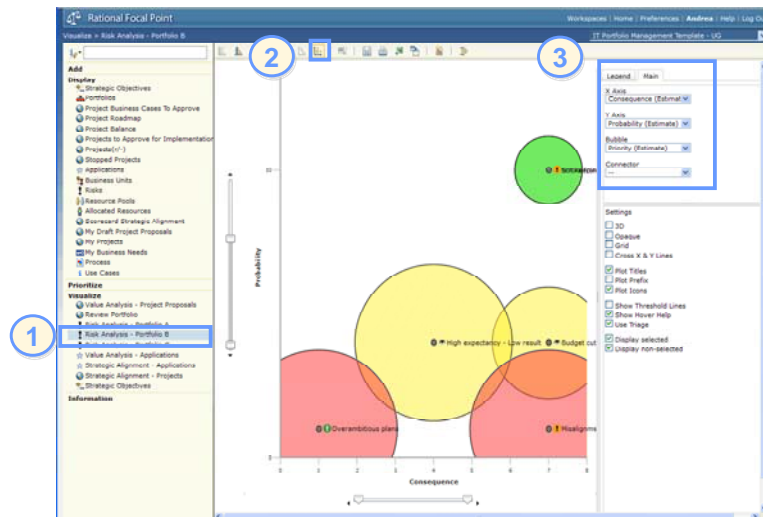 Rational Focal Point
Workspaces | Home | Preferences | Andrea | Help | Log Ou
Visualize > Risk Analysis - Portfolio B
IT Portfolio Management Template - UG
Add
Display
Strategic Objectives
Portfolios
Project Business Cases To Approve
Project Roadmap
Project Balance
Projects to Approve for Implementation
Projects(r/-)
Stopped Projects
Applications
Business Units
Risks
Resource Pools
Allocated Resources
Scorecard Strategic Alignment
My Draft Project Proposals
My Projects
My Business Needs
Process
Use Cases
Prioritize
Visualize
Value Analysis - Project Proposals
Review Portfolio
Risk Analysis - Portfolio A
Risk Analysis - Portfolio B
Value Analysis - Applications
Strategic Alignment - Applications
Strategic Alignment - Projects
Strategic Objectives
Information
1
2
3
Probability
High expectancy - Low result
Budget cut
Overambitious plans
Misalignme
0 1 2 3 4 5 6 7 8
Consequence
Legend Main
X Axis
Consequence (Estimat
Y Axis
Probability (Estimate)
Bubble
Priority (Estimate)
Connector
--
Settings
3D
Opaque
Grid
Cross X & Y Lines
Plot Titles
Plot Prefix
Plot Icons
Show Threshold Lines
Show Hover Help
Use Triage
Display selected
Display non-selected